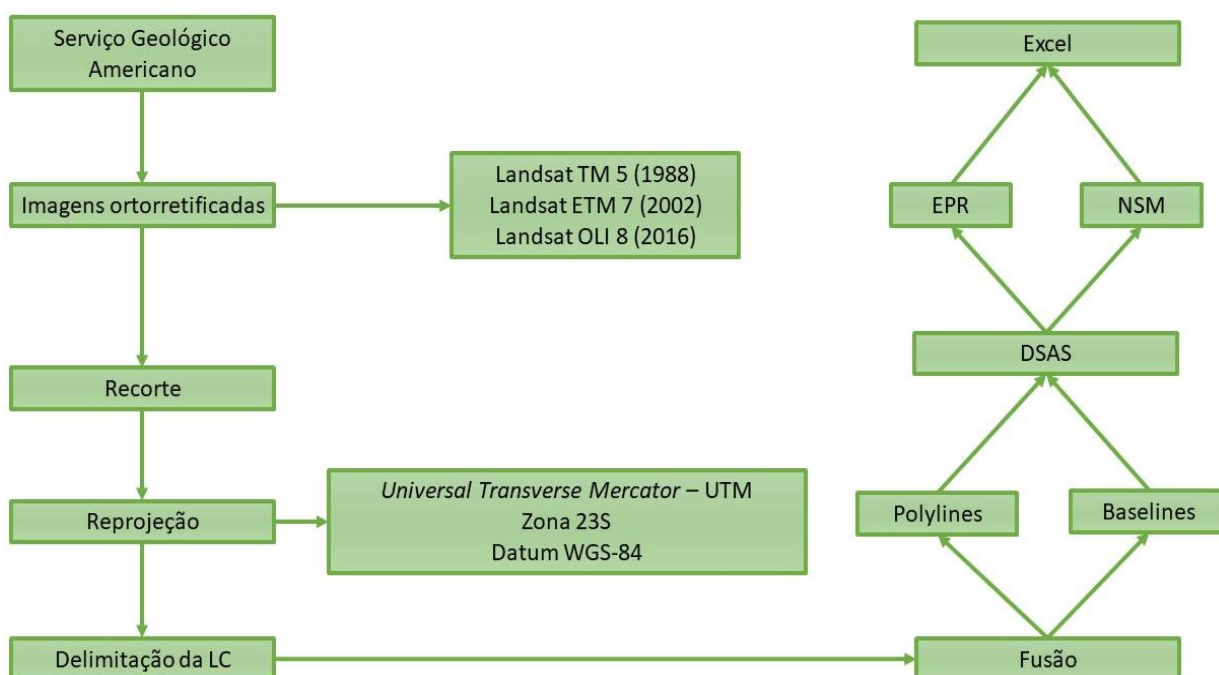 Serviço Geológico
Americano
Imagens ortorretificadas
Landsat TM 5 (1988)
Landsat ETM 7 (2002)
Landsat OLI 8 (2016)
Recorte
Reprojeção
Universal Transverse Mercator – UTM
Zona 23S
Datum WGS-84
Delimitação da LC
Fusão
Polylines
Baselines
DSAS
EPR
NSM
Excel